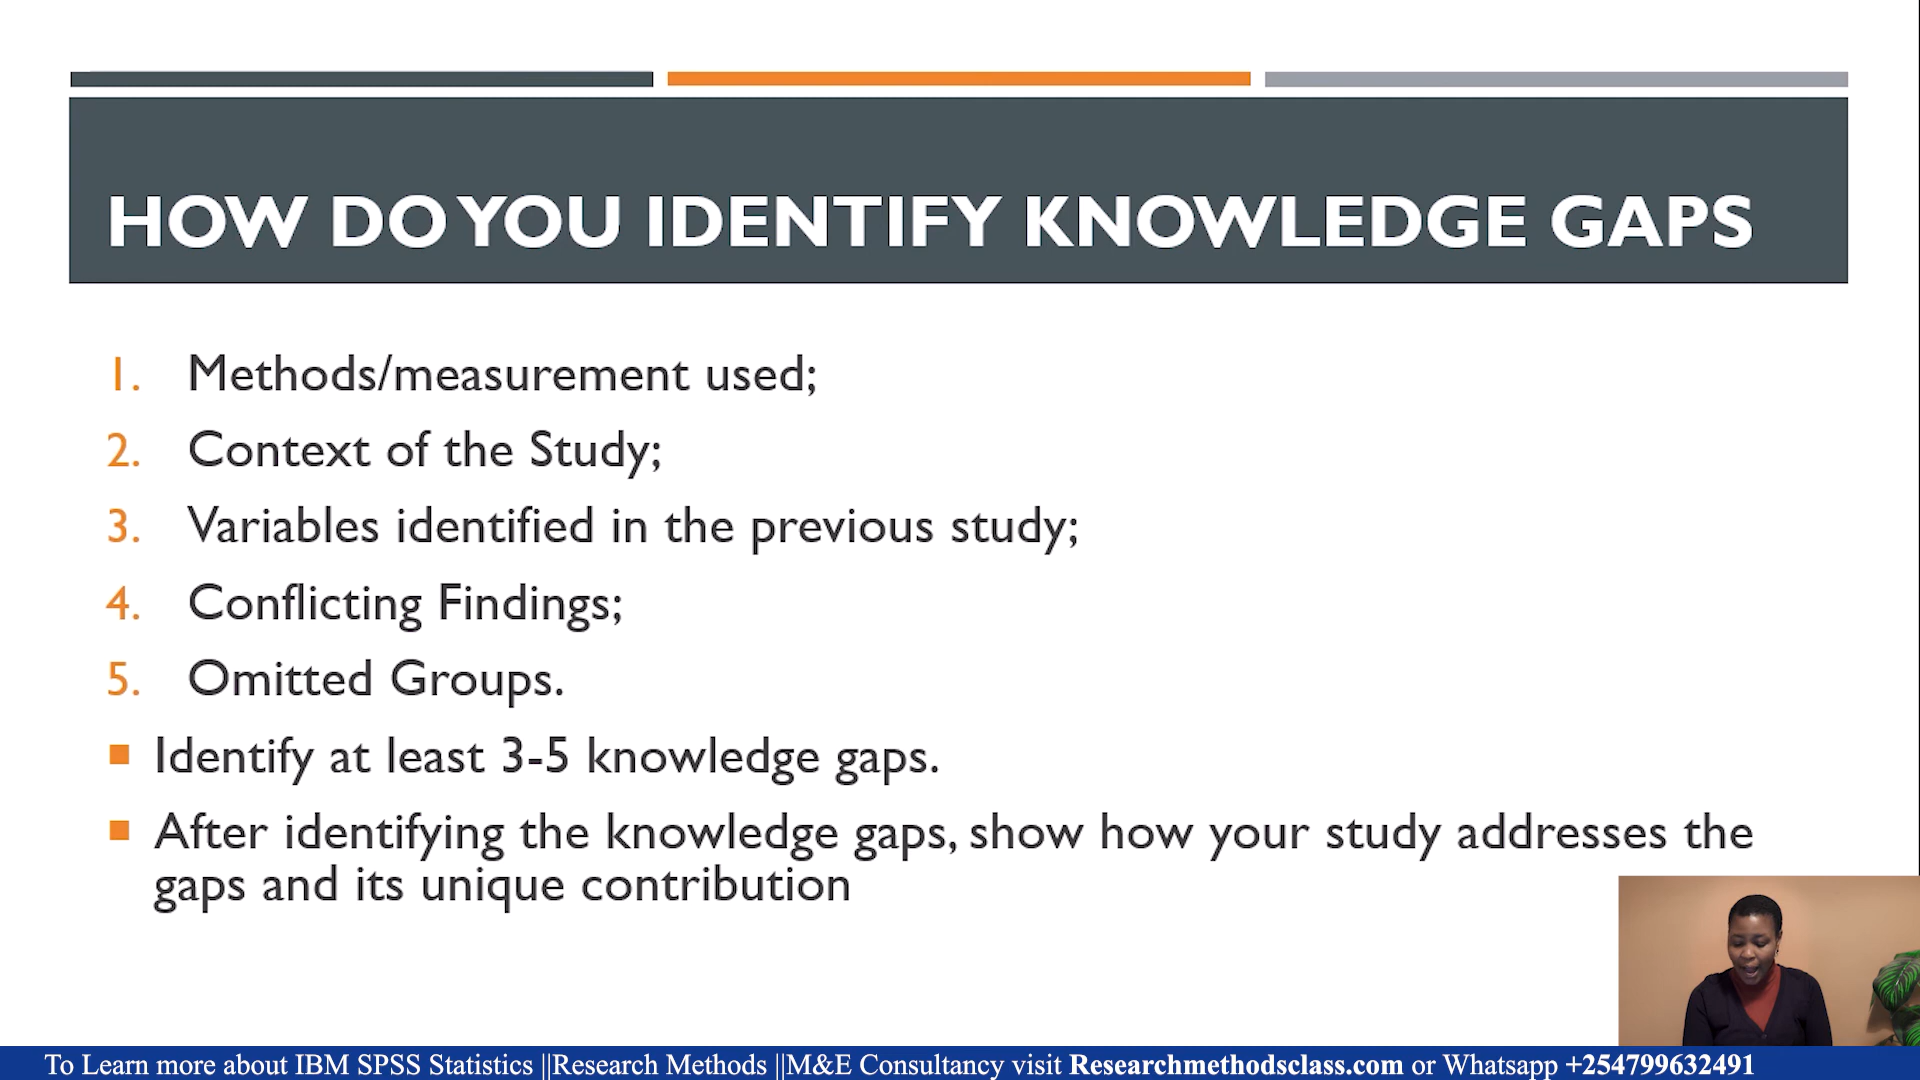 HOW DO YOU IDENTIFY KNOWLEDGE GAPS
1. Methods/measurement used;
2. Context of the Study;
3. Variables identified in the previous study;
4. Conflicting Findings;
5. Omitted Groups.
Identify at least 3-5 knowledge gaps.
After identifying the knowledge gaps, show how your study addresses the
gaps and its unique contribution
To Learn more about IBM SPSS Statistics ||Research Methods ||M&E Consultancy visit Researchmethodsclass.com or Whatsapp +254799632491